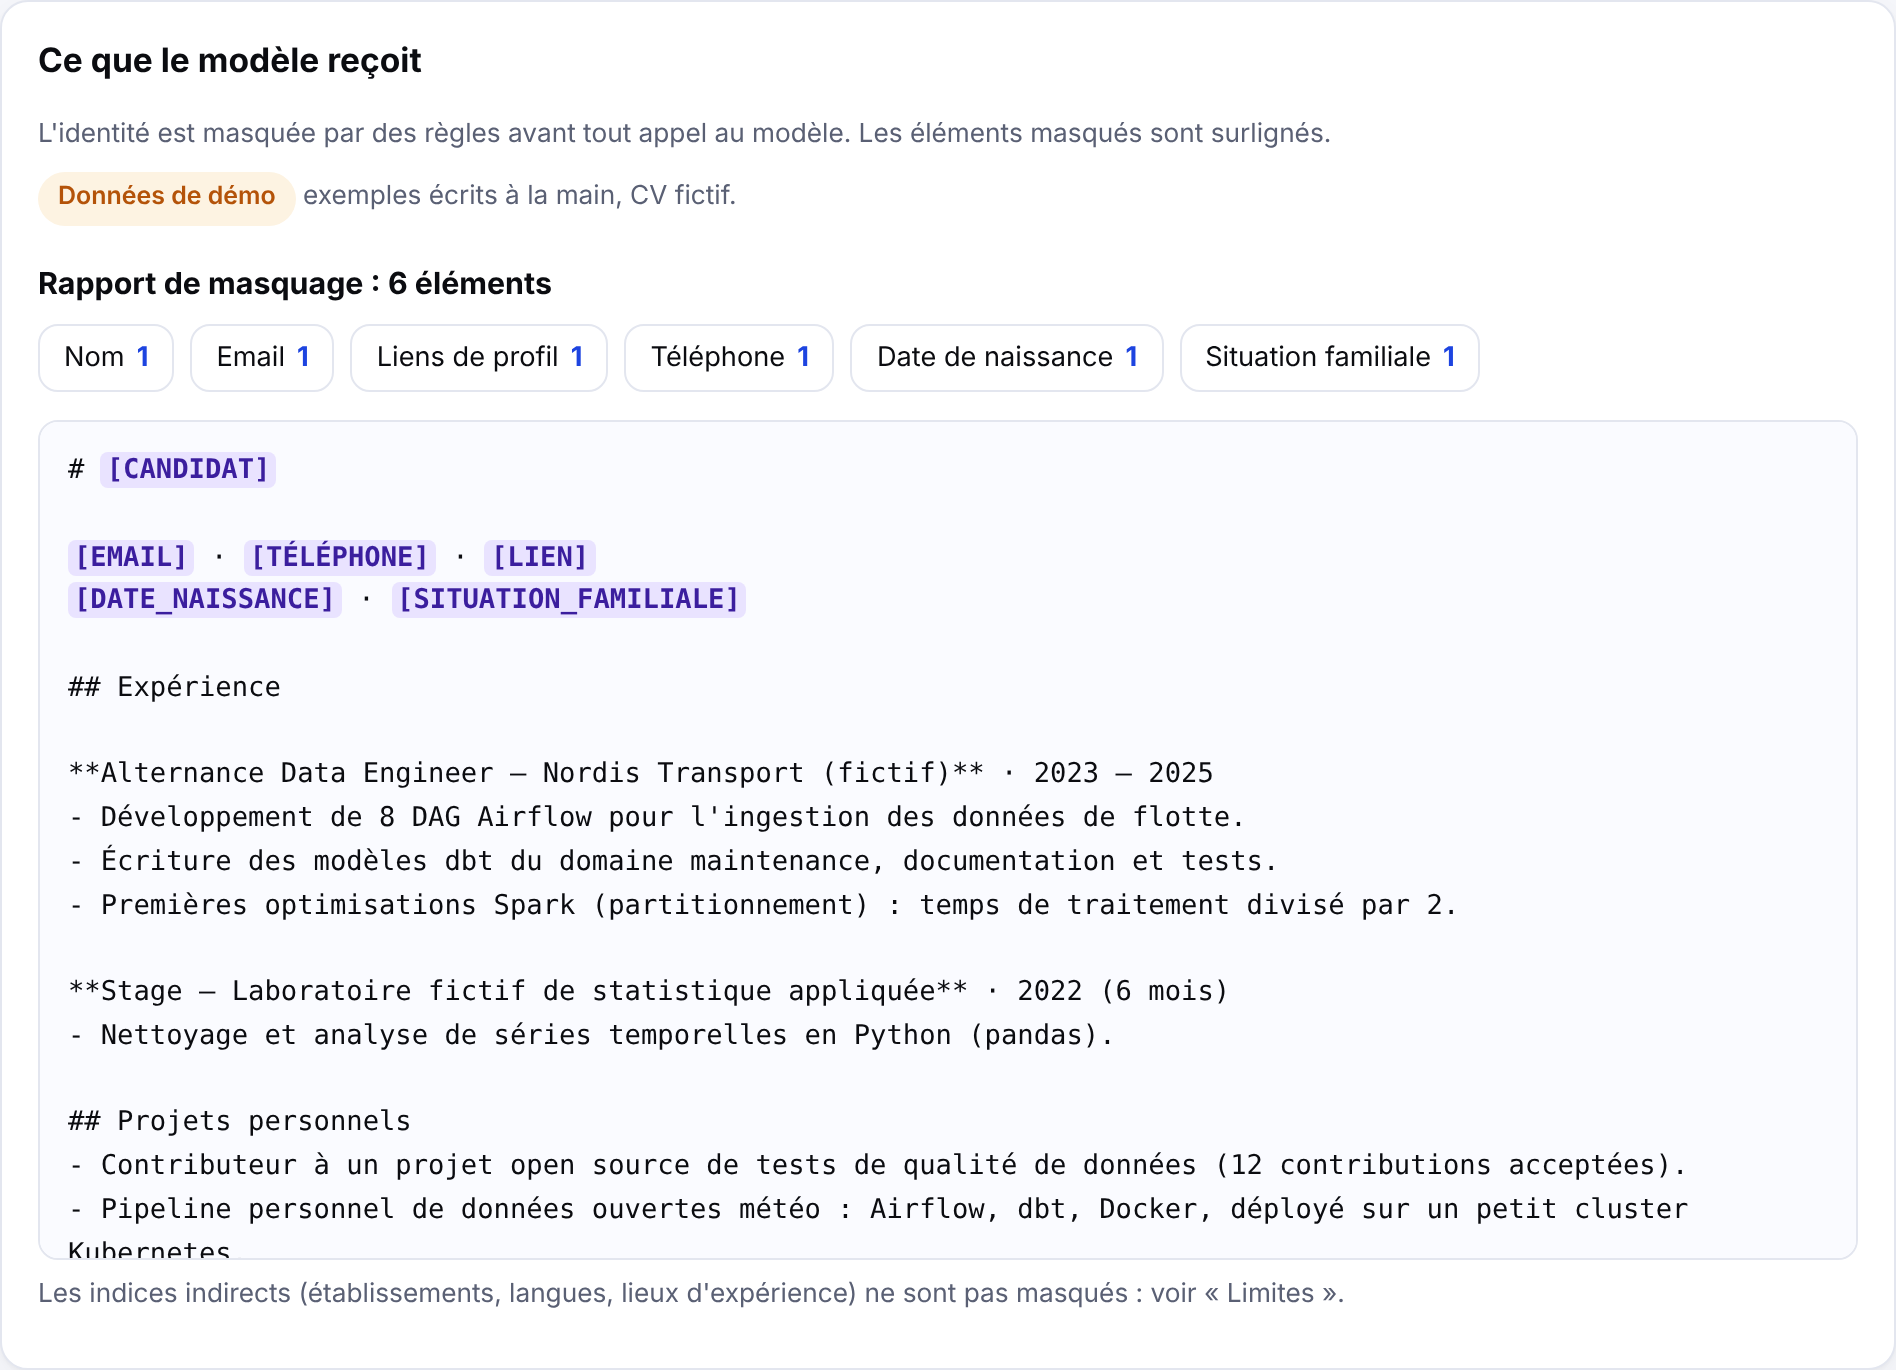 Ce que le modèle reçoit
L'identité est masquée par des règles avant tout appel au modèle. Les éléments masqués sont surlignés.
Données de démo exemples écrits à la main, CV fictif.
Rapport de masquage : 6 éléments
Nom 1 Email 1 Liens de profil 1 Téléphone 1 Date de naissance 1 Situation familiale 1
# [CANDIDAT]
[EMAIL] · [TÉLÉPHONE] · [LIEN]
[DATE_NAISSANCE] · [SITUATION_FAMILIALE]
## Expérience
**Alternance Data Engineer — Nordis Transport (fictif)** · 2023 – 2025
- Développement de 8 DAG Airflow pour l'ingestion des données de flotte.
- Écriture des modèles dbt du domaine maintenance, documentation et tests.
- Premières optimisations Spark (partitionnement) : temps de traitement divisé par 2.
**Stage — Laboratoire fictif de statistique appliquée** · 2022 (6 mois)
- Nettoyage et analyse de séries temporelles en Python (pandas).
## Projets personnels
- Contributeur à un projet open source de tests de qualité de données (12 contributions acceptées).
- Pipeline personnel de données ouvertes météo : Airflow, dbt, Docker, déployé sur un petit cluster
Kubernetes
Les indices indirects (établissements, langues, lieux d'expérience) ne sont pas masqués : voir « Limites ».